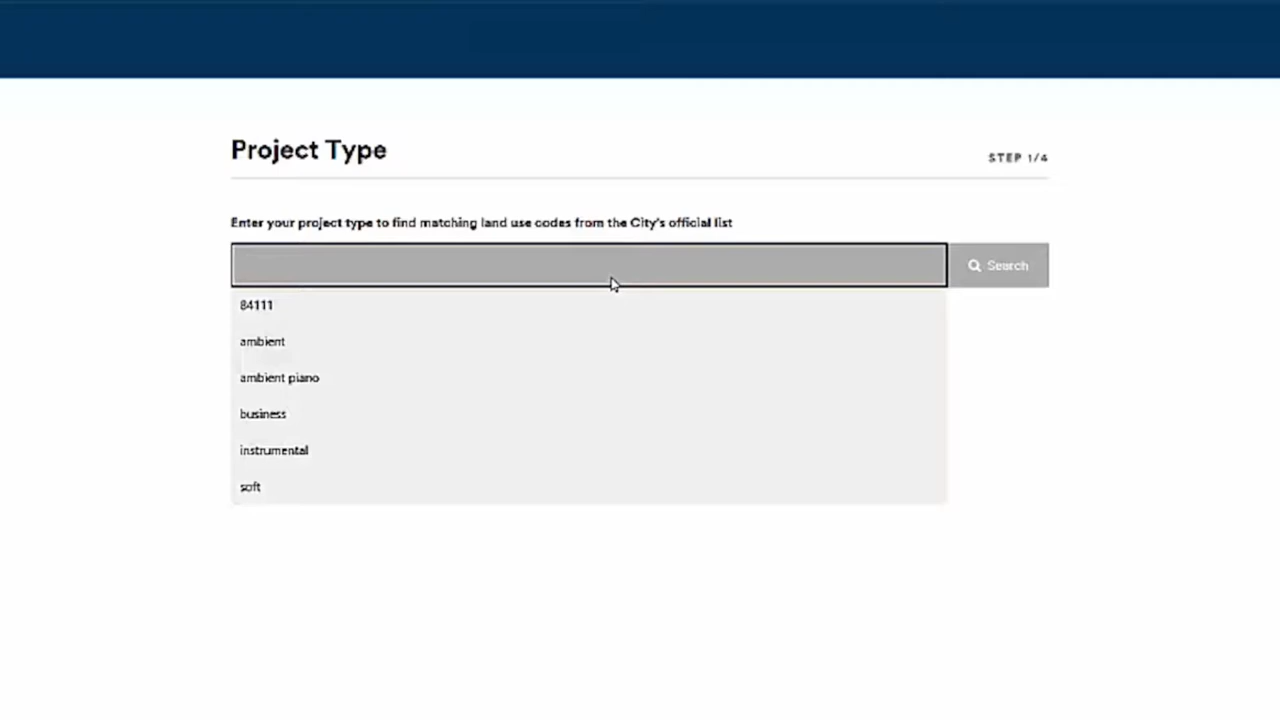 Project Type
STEP 1/4
Enter your project type to find matching land use codes from the City's official list
Search
84111
ambient
ambient piano
business
instrumental
soft